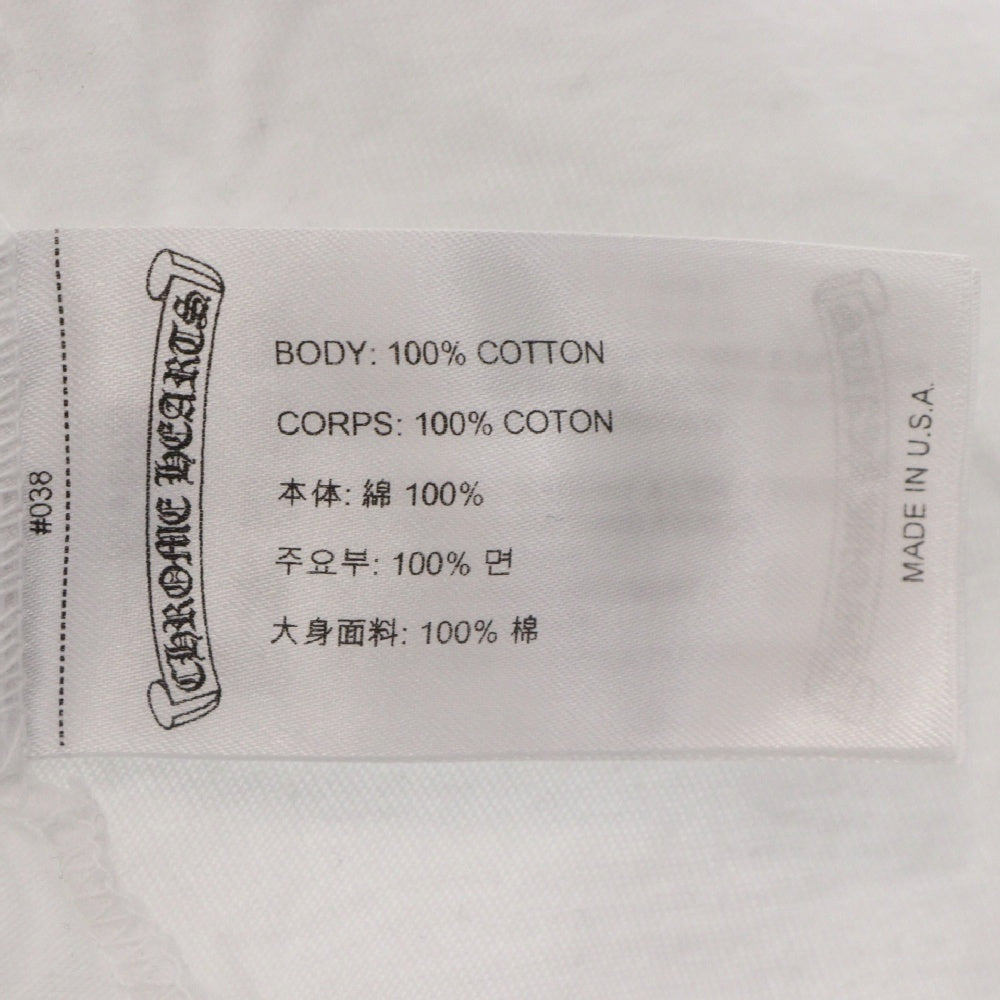 #038
CHROME HEARTS
BODY: 100% COTTON
CORPS: 100% COTON
本体: 綿 100%
주요부: 100% 면
大身面料: 100% 棉
MADE IN U.S.A.